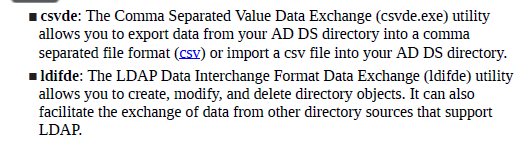 ▪ csvde: The Comma Separated Value Data Exchange (csvde.exe) utility
allows you to export data from your AD DS directory into a comma
separated file format (csv) or import a csv file into your AD DS directory.
▪ ldifde: The LDAP Data Interchange Format Data Exchange (ldifde) utility
allows you to create, modify, and delete directory objects. It can also
facilitate the exchange of data from other directory sources that support
LDAP.